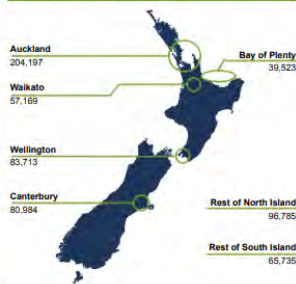 Auckland
204,197
Bay of Plenty
39,523
Waikato
57,169
Wellington
83,713
Canterbury
80,984
Rest of North Island
96,785
Rest of South Island
65,735